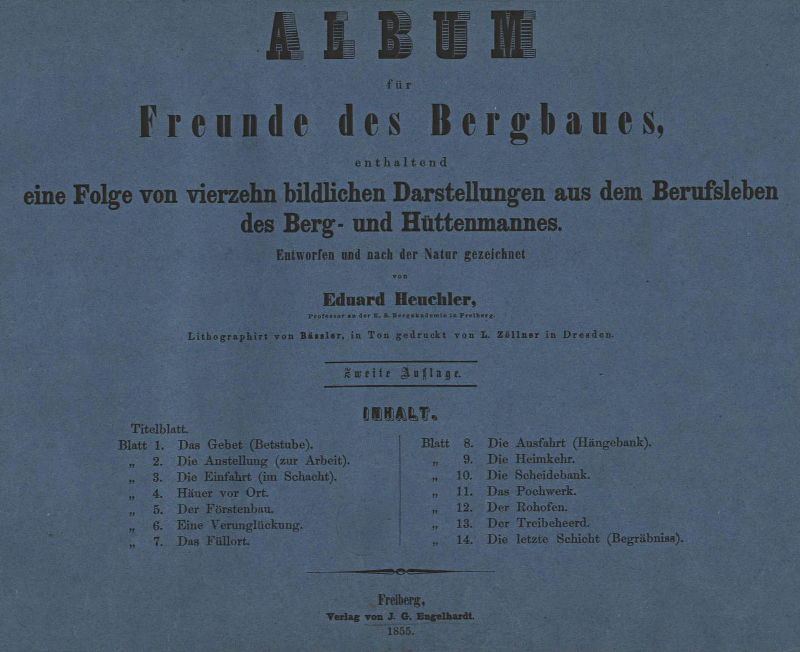 ALBUM
für
Freunde des Bergbaues,
enthaltend
eine Folge von vierzehn bildlichen Darstellungen aus dem Berufsleben
des Berg- und Hüttenmannes.
Entworfen und nach der Natur gezeichnet
von
Eduard Heuchler,
Professor an der K. S. Bergakademie in Freiberg.
Lithographirt von Bässler, in Ton gedruckt von L. Zöllner in Dresden.
Zweite Auflage.
INHALT.
Titelblatt.
Blatt 1. Das Gebet (Betstube).
„ 2. Die Anstellung (zur Arbeit).
„ 3. Die Einfahrt (im Schacht).
„ 4. Häuer vor Ort.
„ 5. Der Förstenbau.
„ 6. Eine Verunglückung.
„ 7. Das Füllort.
Blatt 8. Die Ausfahrt (Hängebank).
„ 9. Die Heimkehr.
„ 10. Die Scheidebank.
„ 11. Das Pochwerk.
„ 12. Der Rohofen.
„ 13. Der Treibeheerd.
„ 14. Die letzte Schicht (Begräbniss).
Freiberg,
Verlag von J. G. Engelhardt.
1855.